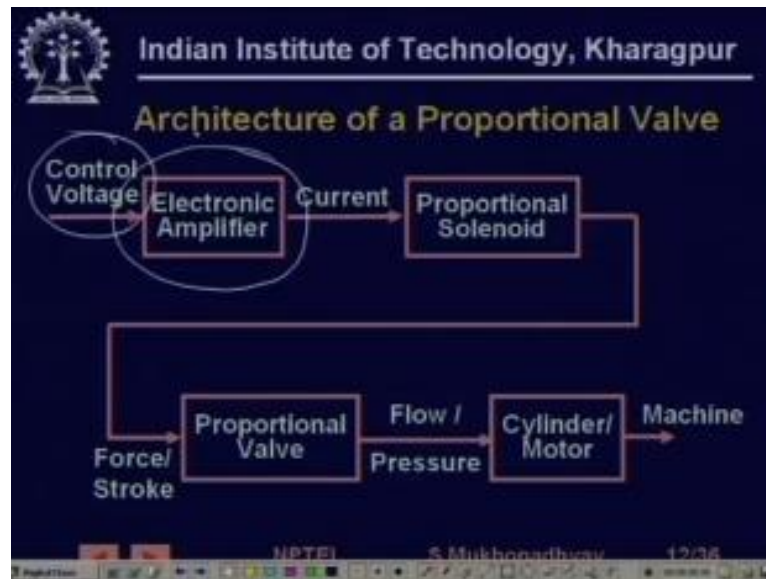 Indian Institute of Technology, Kharagpur
Architecture of a Proportional Valve
Control
Voltage
Electronic
Amplifier
Current
Proportional
Solenoid
Force/
Stroke
Proportional
Valve
Flow /
Pressure
Cylinder/
Motor
Machine
NPTEL
S.Mukhopadhyay
12/36